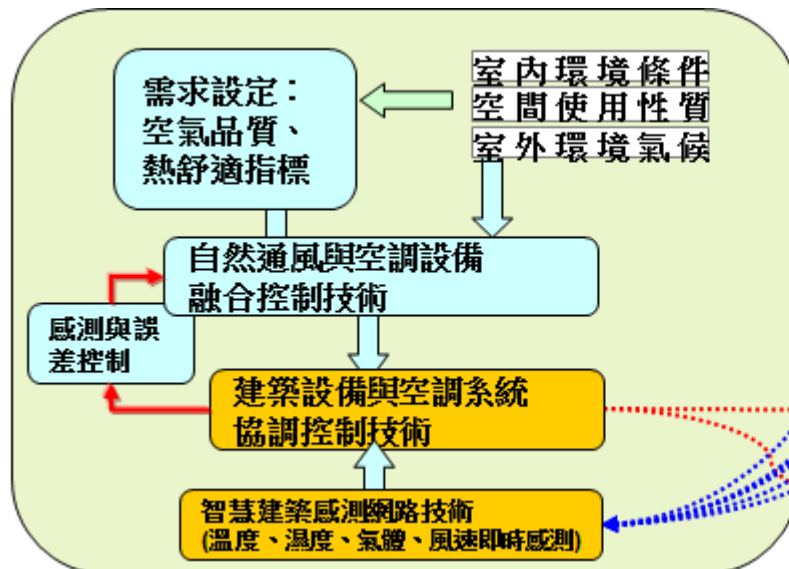 需求設定：
空氣品質、
熱舒適指標
室內環境條件
空間使用性質
室外環境氣候
自然通風與空調設備
融合控制技術
感測與誤
差控制
建築設備與空調系統
協調控制技術
智慧建築感測網路技術
(溫度、濕度、氣體、風速即時感測)